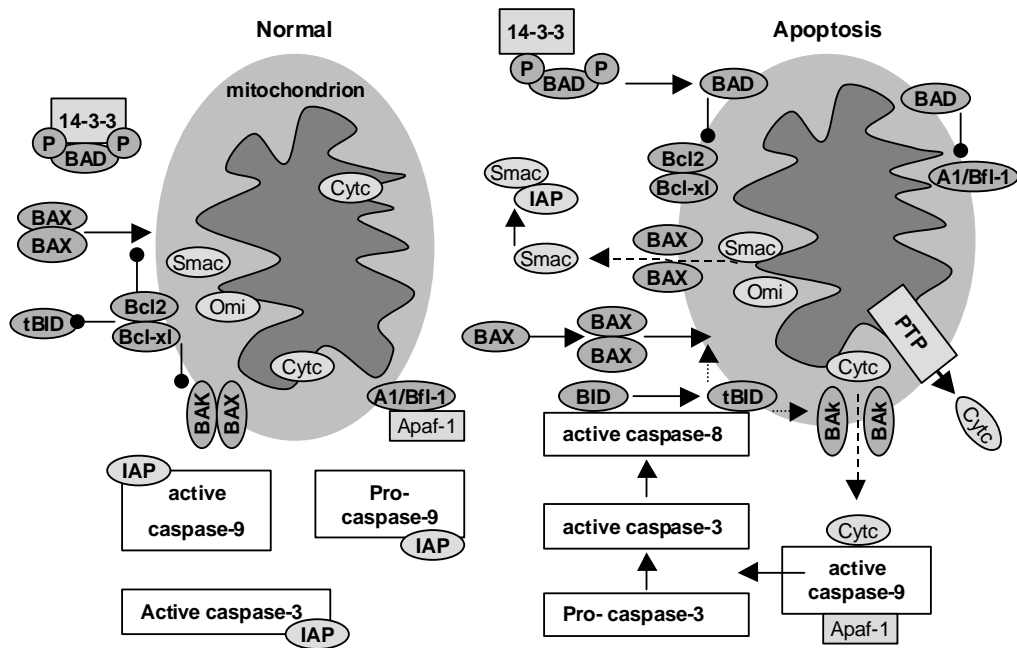 Normal
mitochondrion
14-3-3
P
P
BAD
Cytc
BAX
BAX
Smac
Omi
Bcl2
tBID
Bcl-xl
Cytc
BAK
BAX
A1/Bfl-1
Apaf-1
IAP
active
caspase-9
Pro-
caspase-9
IAP
Active caspase-3
IAP
Apoptosis
14-3-3
P
P
BAD
BAD
BAD
Bcl2
Bcl-xl
A1/Bfl-1
Smac
IAP
Smac
BAX
BAX
Smac
Omi
PTP
BAX
BAX
BAX
Cytc
BID
tBID
BAk
BAk
Cytc
active caspase-8
active caspase-3
Cytc
active
caspase-9
Pro- caspase-3
Apaf-1